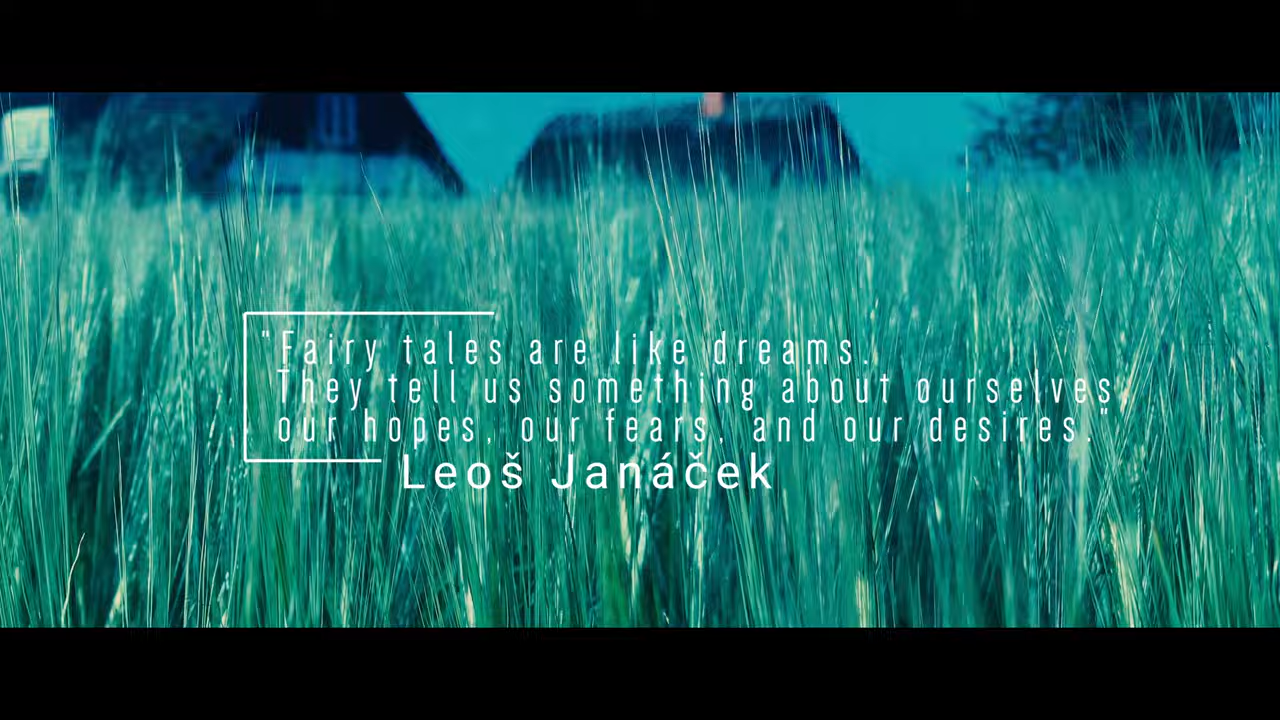 "Fairy tales are like dreams.
They tell us something about ourselves,
our hopes, our fears, and our desires."
Leoš Janáček